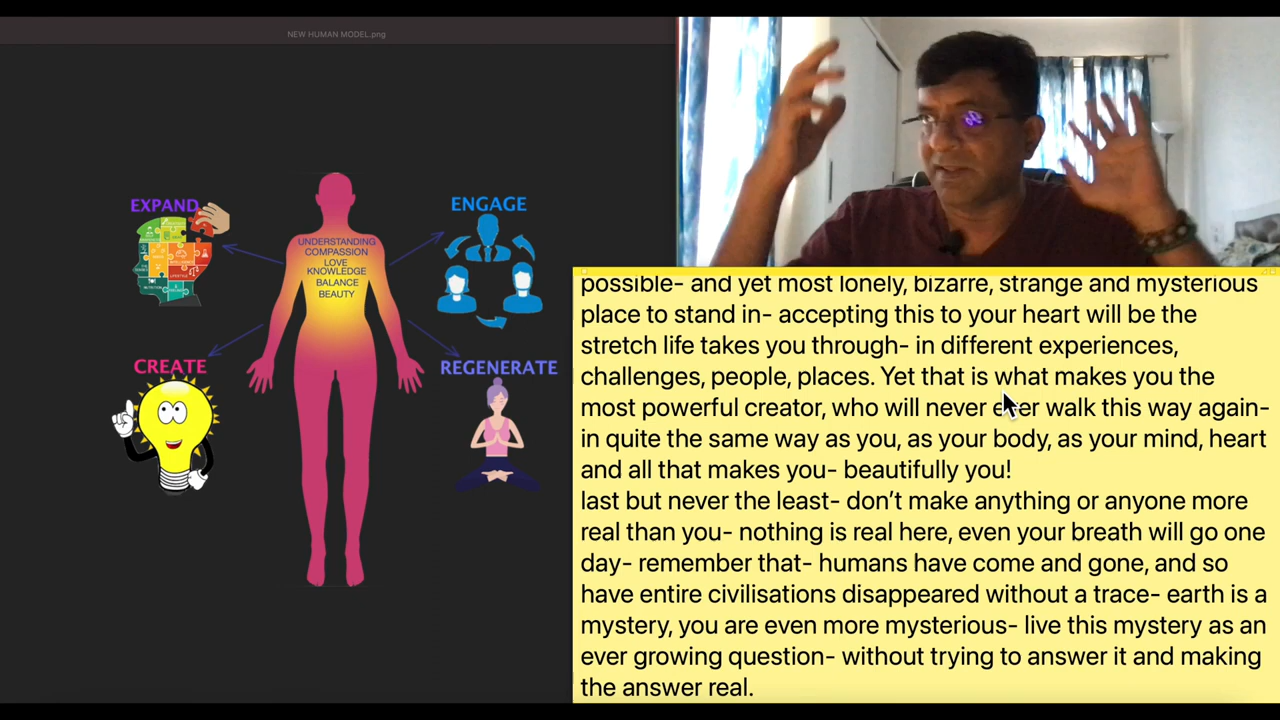 NEW HUMAN MODEL.png
EXPAND
ENGAGE
UNDERSTANDING
COMPASSION
LOVE
KNOWLEDGE
BALANCE
BEAUTY
CREATE
REGENERATE
possible- and yet most lonely, bizarre, strange and mysterious
place to stand in- accepting this to your heart will be the
stretch life takes you through- in different experiences,
challenges, people, places. Yet that is what makes you the
most powerful creator, who will never ever walk this way again-
in quite the same way as you, as your body, as your mind, heart
and all that makes you- beautifully you!
last but never the least- don’t make anything or anyone more
real than you- nothing is real here, even your breath will go one
day- remember that- humans have come and gone, and so
have entire civilisations disappeared without a trace- earth is a
mystery, you are even more mysterious- live this mystery as an
ever growing question- without trying to answer it and making
the answer real.